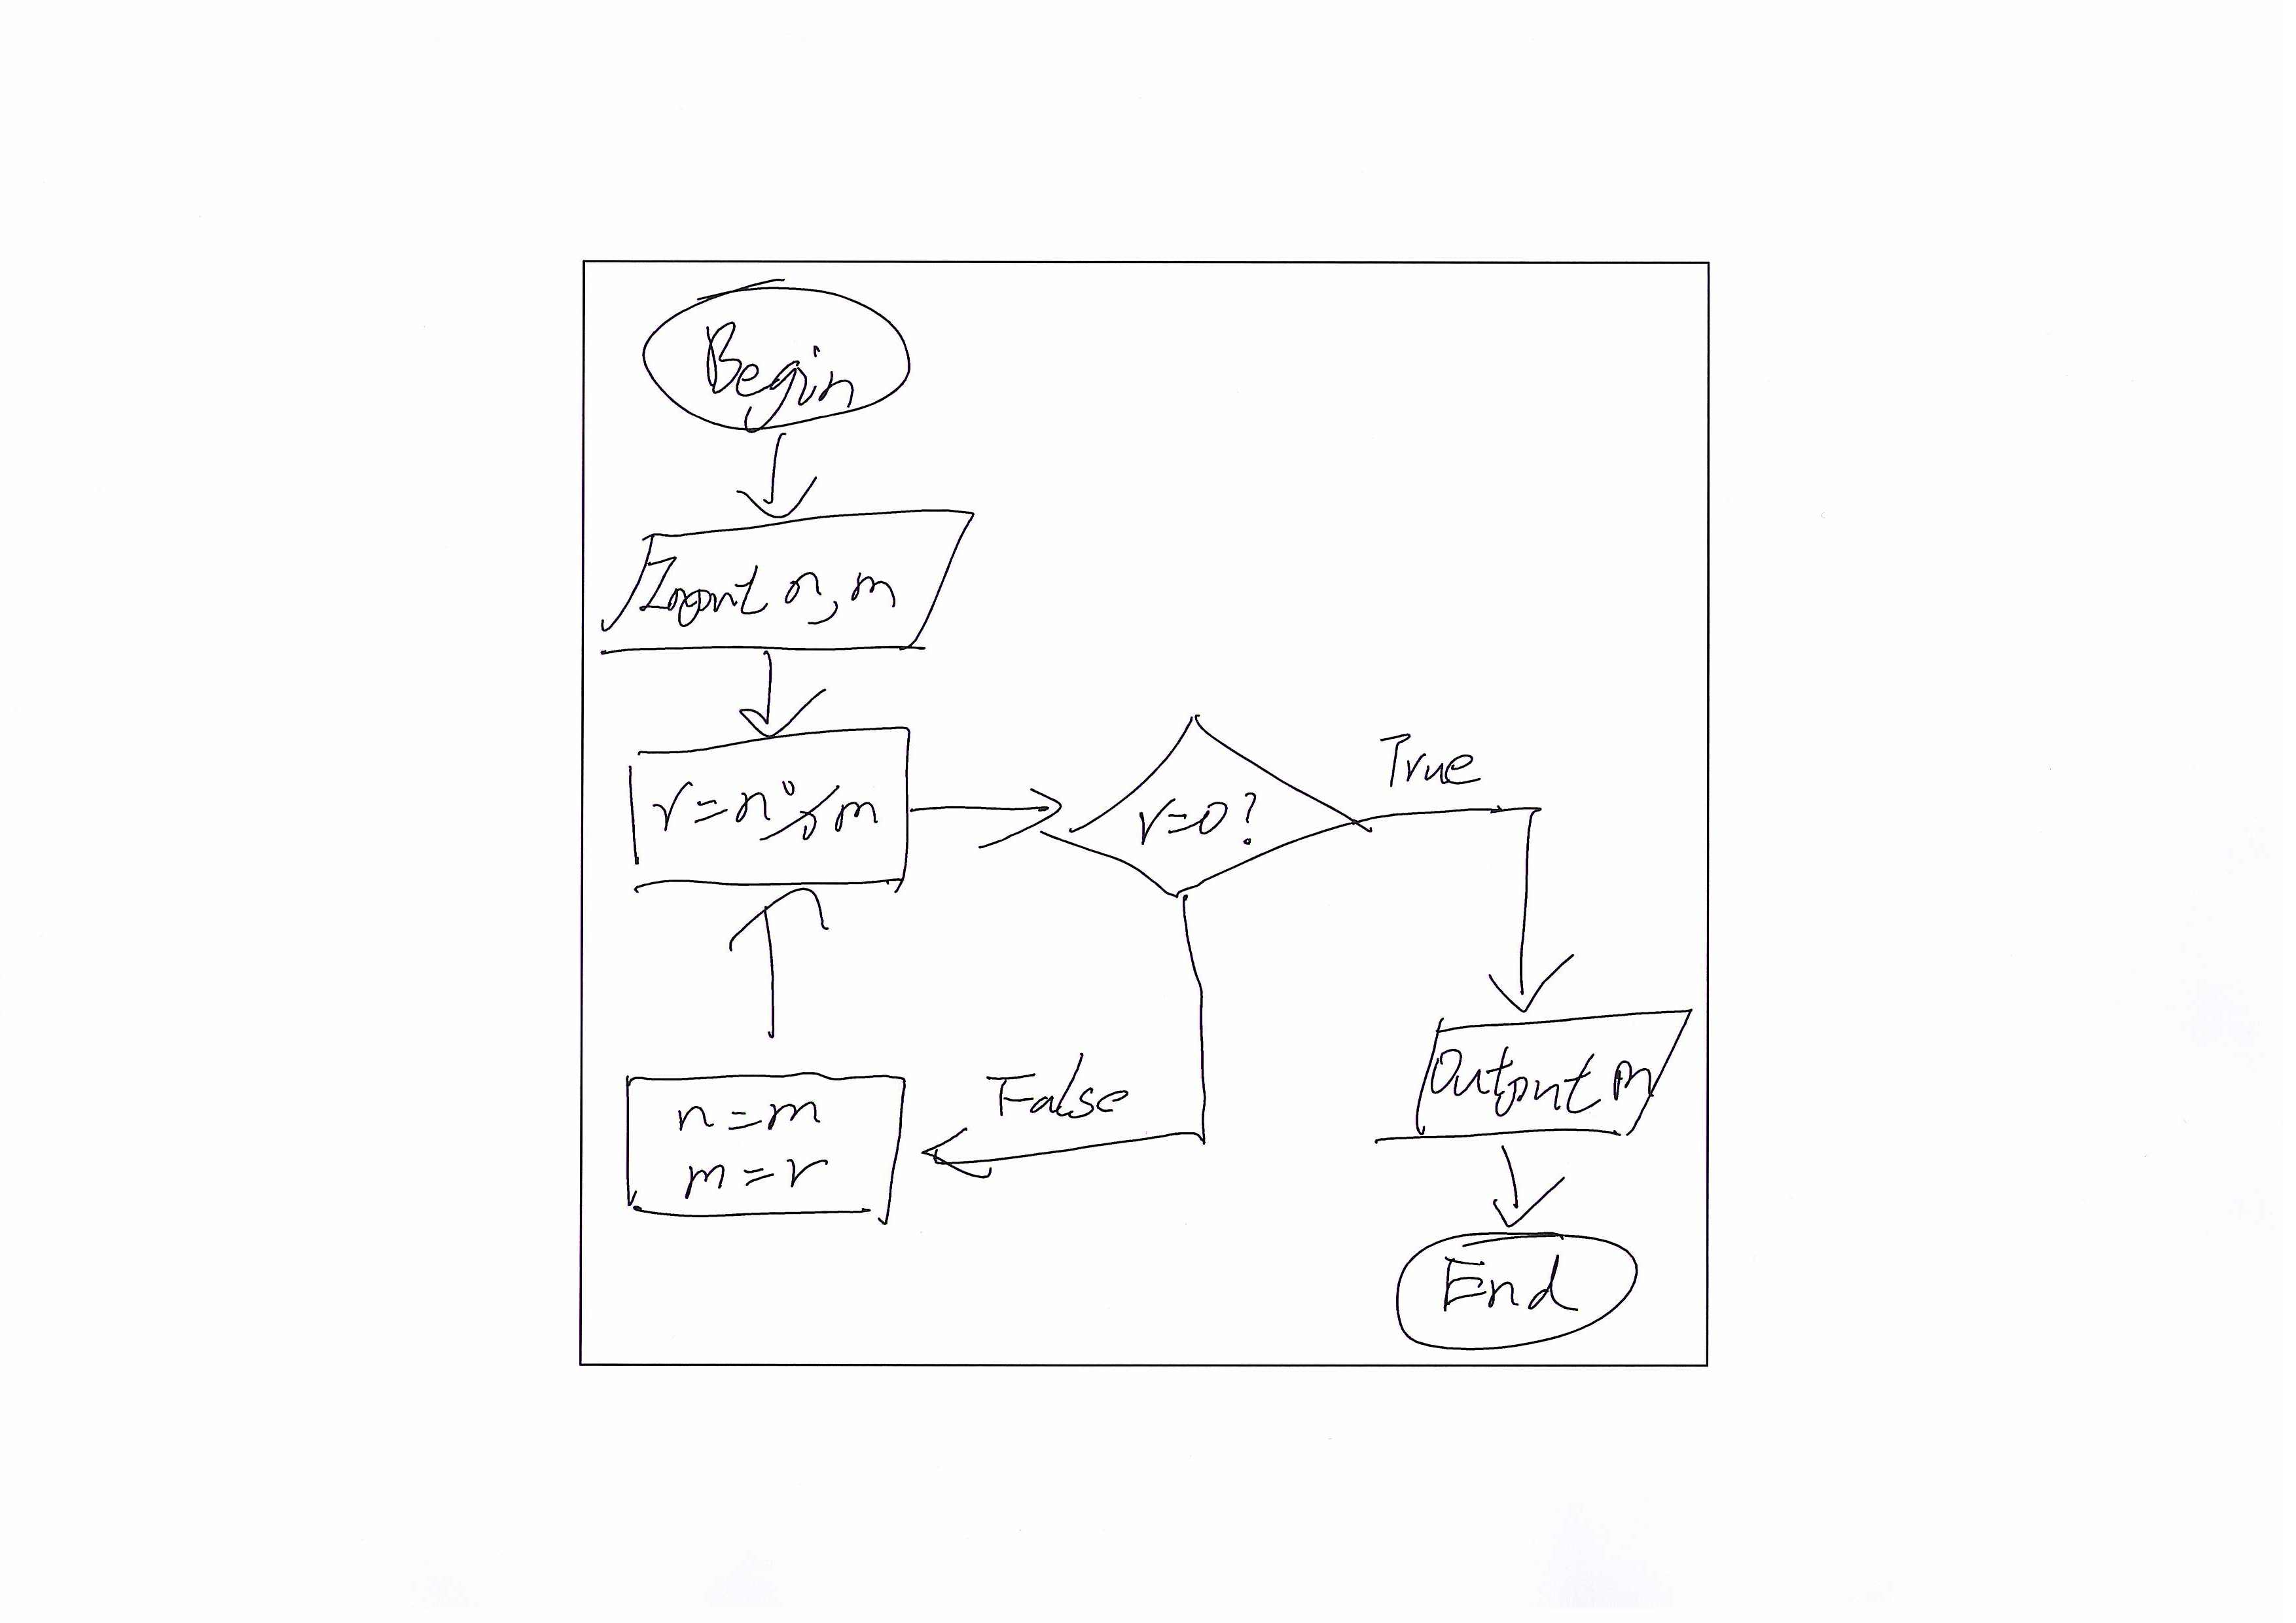 Begin
Input n, m
r=n%m
r=0?
True
False
n=m
m=r
Output m
End